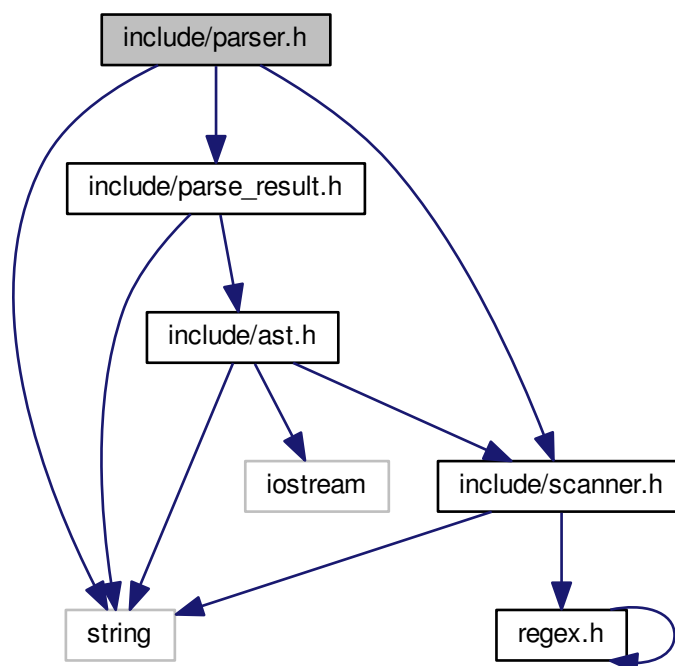 include/parser.h
include/parse_result.h
include/ast.h
iostream
include/scanner.h
string
regex.h